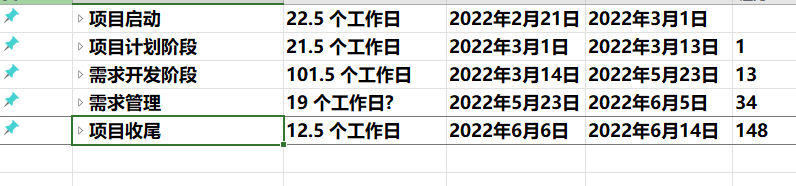 项目启动 22.5 个工作日 2022年2月21日 2022年3月1日
项目计划阶段 21.5 个工作日 2022年3月1日 2022年3月13日 1
需求开发阶段 101.5 个工作日 2022年3月14日 2022年5月23日 13
需求管理 19 个工作日? 2022年5月23日 2022年6月5日 34
项目收尾 12.5 个工作日 2022年6月6日 2022年6月14日 148